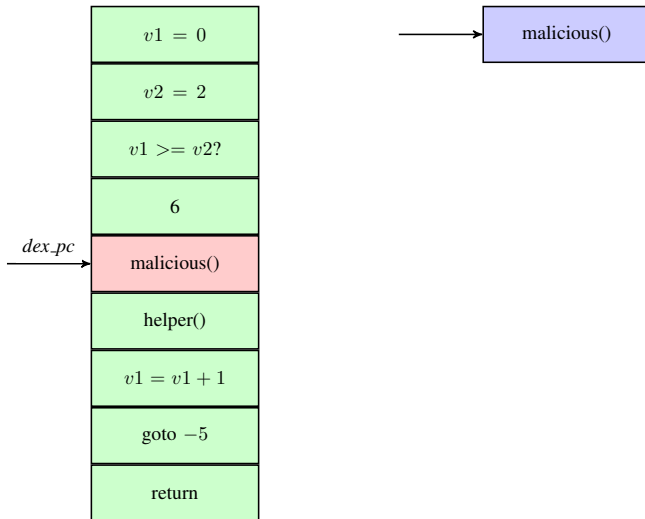 v1 = 0
v2 = 2
v1 >= v2?
6
dex_pc
malicious()
helper()
v1 = v1 + 1
goto −5
return
malicious()